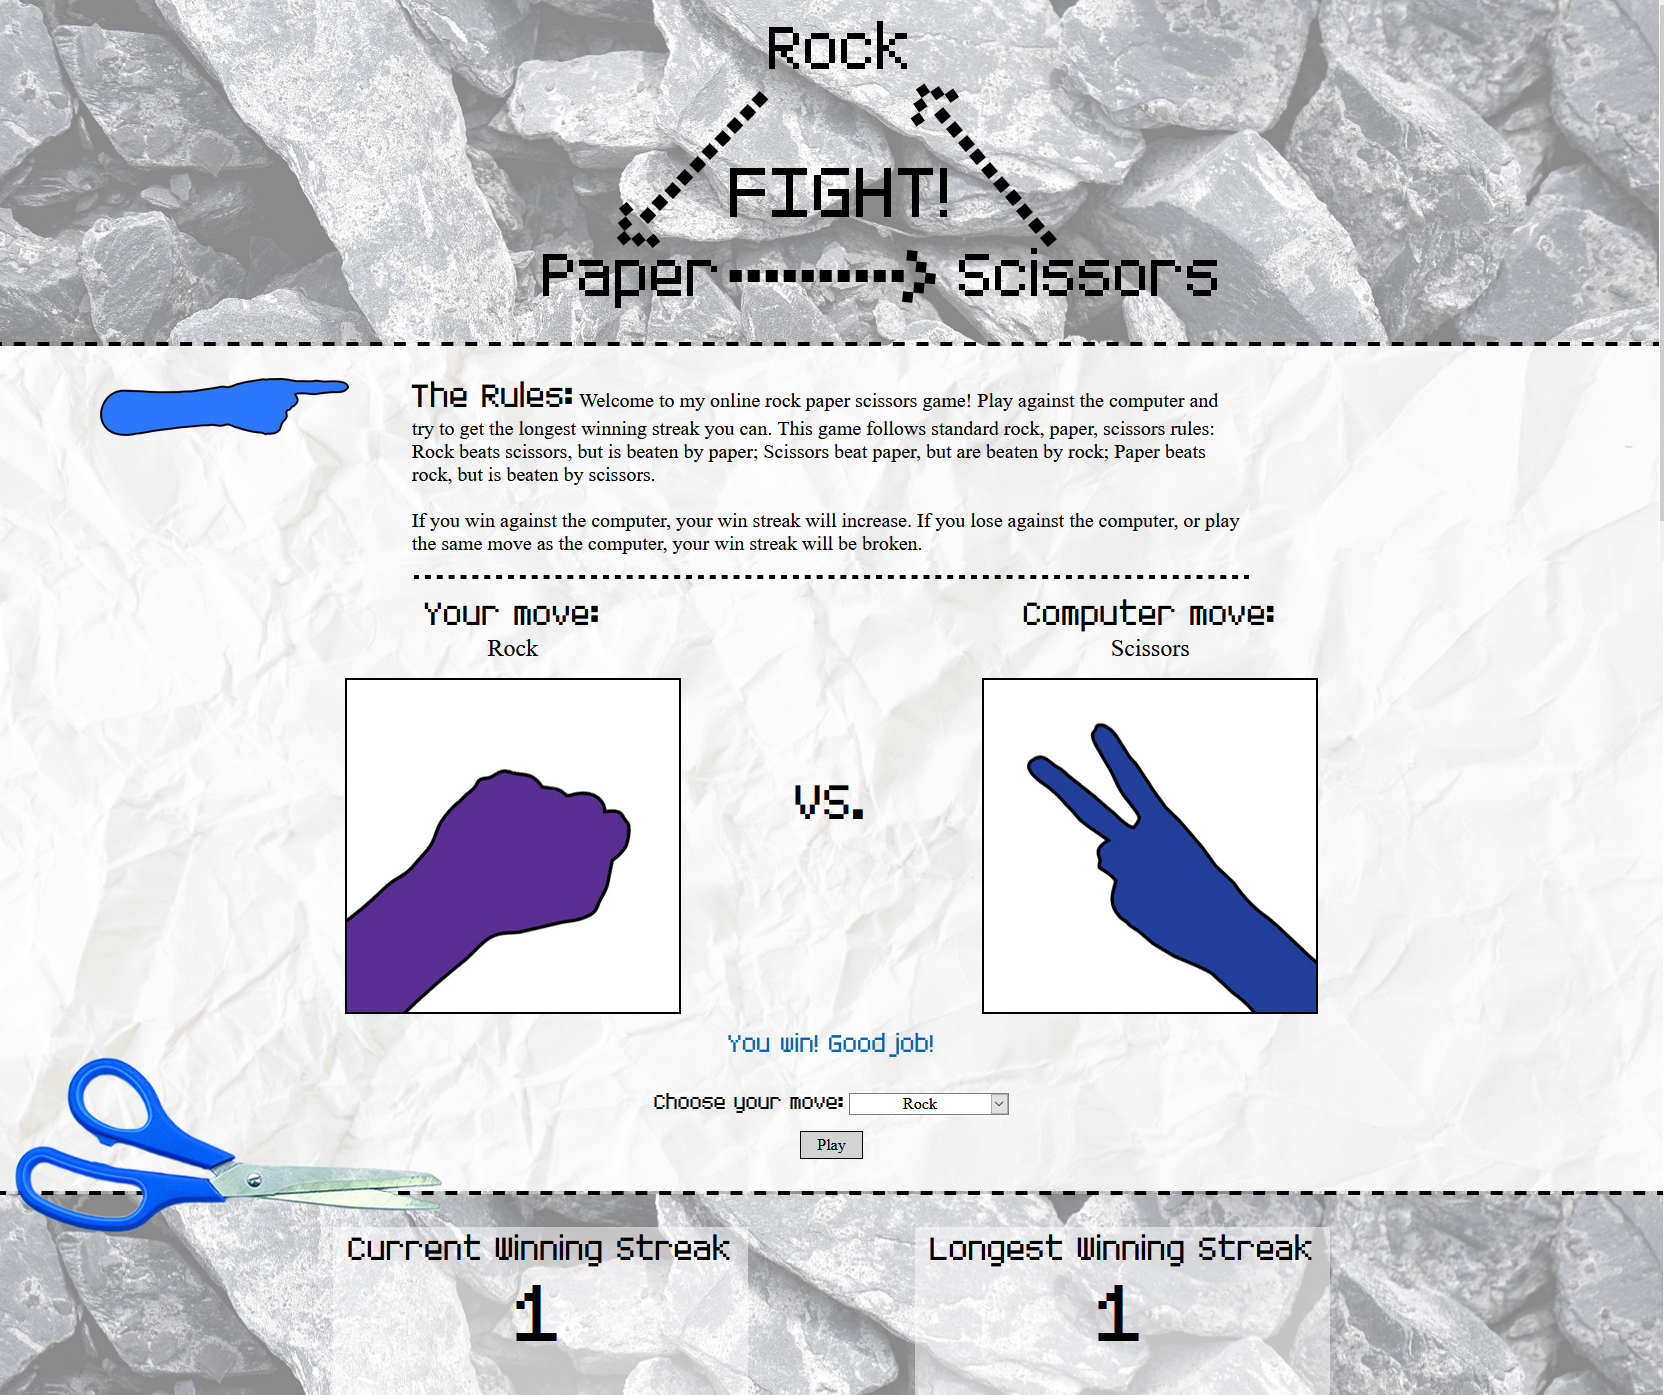 Rock
FIGHT!
Paper
Scissors
The Rules: Welcome to my online rock paper scissors game! Play against the computer and
try to get the longest winning streak you can. This game follows standard rock, paper, scissors rules:
Rock beats scissors, but is beaten by paper; Scissors beat paper, but are beaten by rock; Paper beats
rock, but is beaten by scissors.
If you win against the computer, your win streak will increase. If you lose against the computer, or play
the same move as the computer, your win streak will be broken.
Your move:
Rock
Computer move:
Scissors
VS.
You win! Good job!
Choose your move: Rock
Play
Current Winning Streak
1
Longest Winning Streak
1